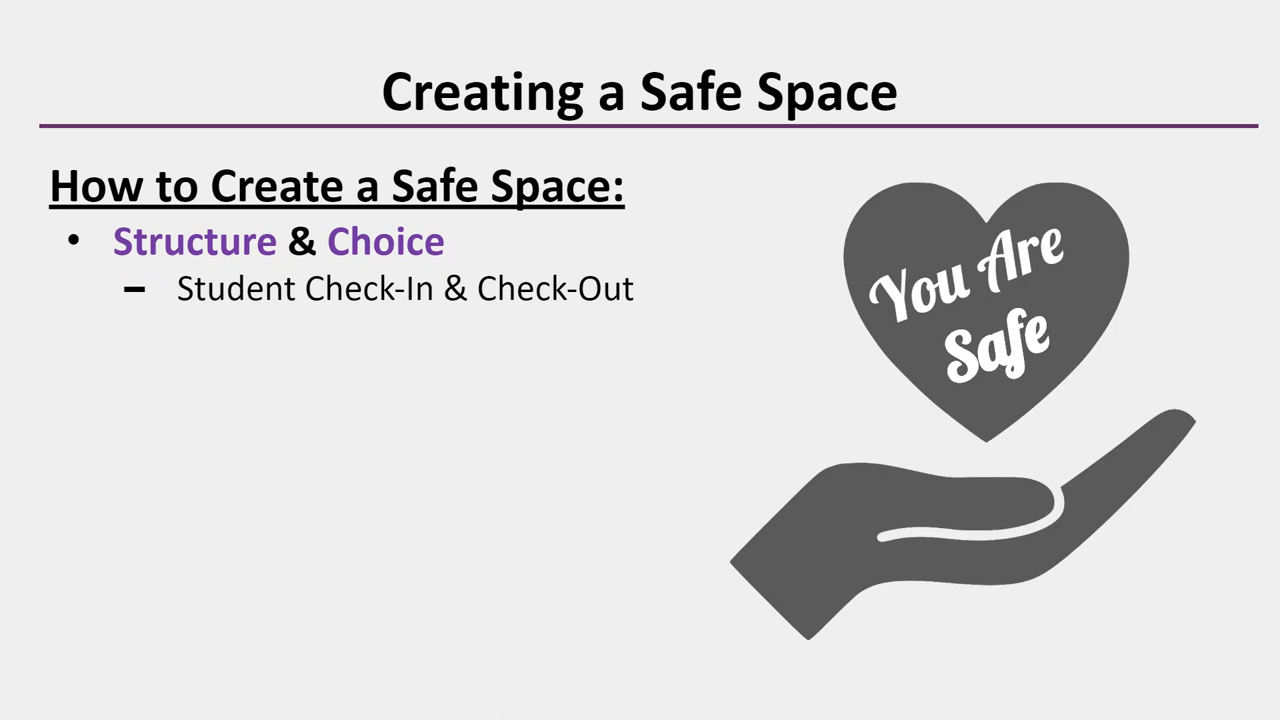 Creating a Safe Space
How to Create a Safe Space:
• Structure & Choice
– Student Check-In & Check-Out
You Are
Safe